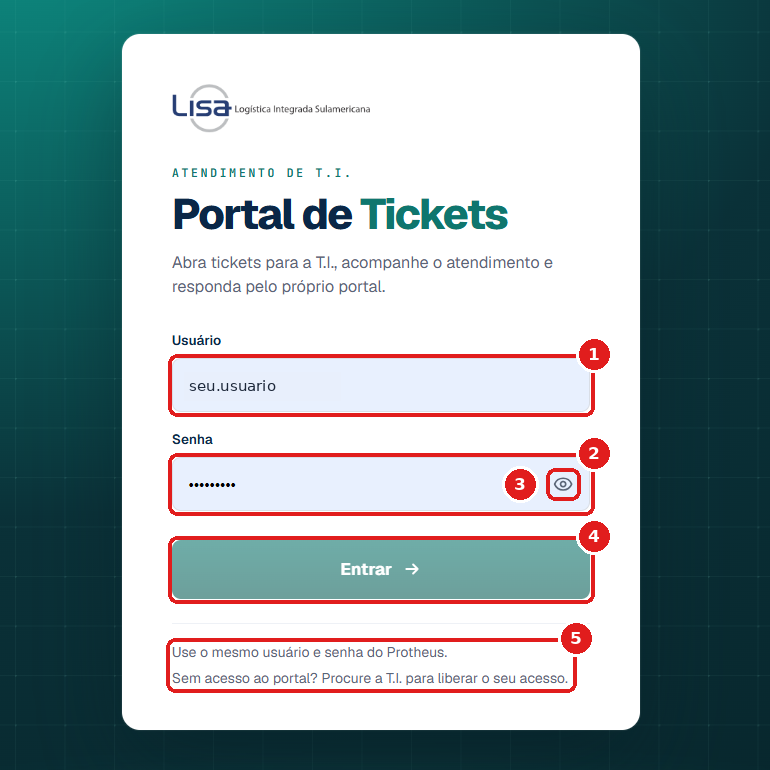 Lisa Logística Integrada Sulamericana
ATENDIMENTO DE T.I.
Portal de Tickets
Abra tickets para a T.I., acompanhe o atendimento e
responda pelo próprio portal.
Usuário
1
seu.usuario
Senha
2
•••••••••
3
4
Entrar →
5
Use o mesmo usuário e senha do Protheus.
Sem acesso ao portal? Procure a T.I. para liberar o seu acesso.